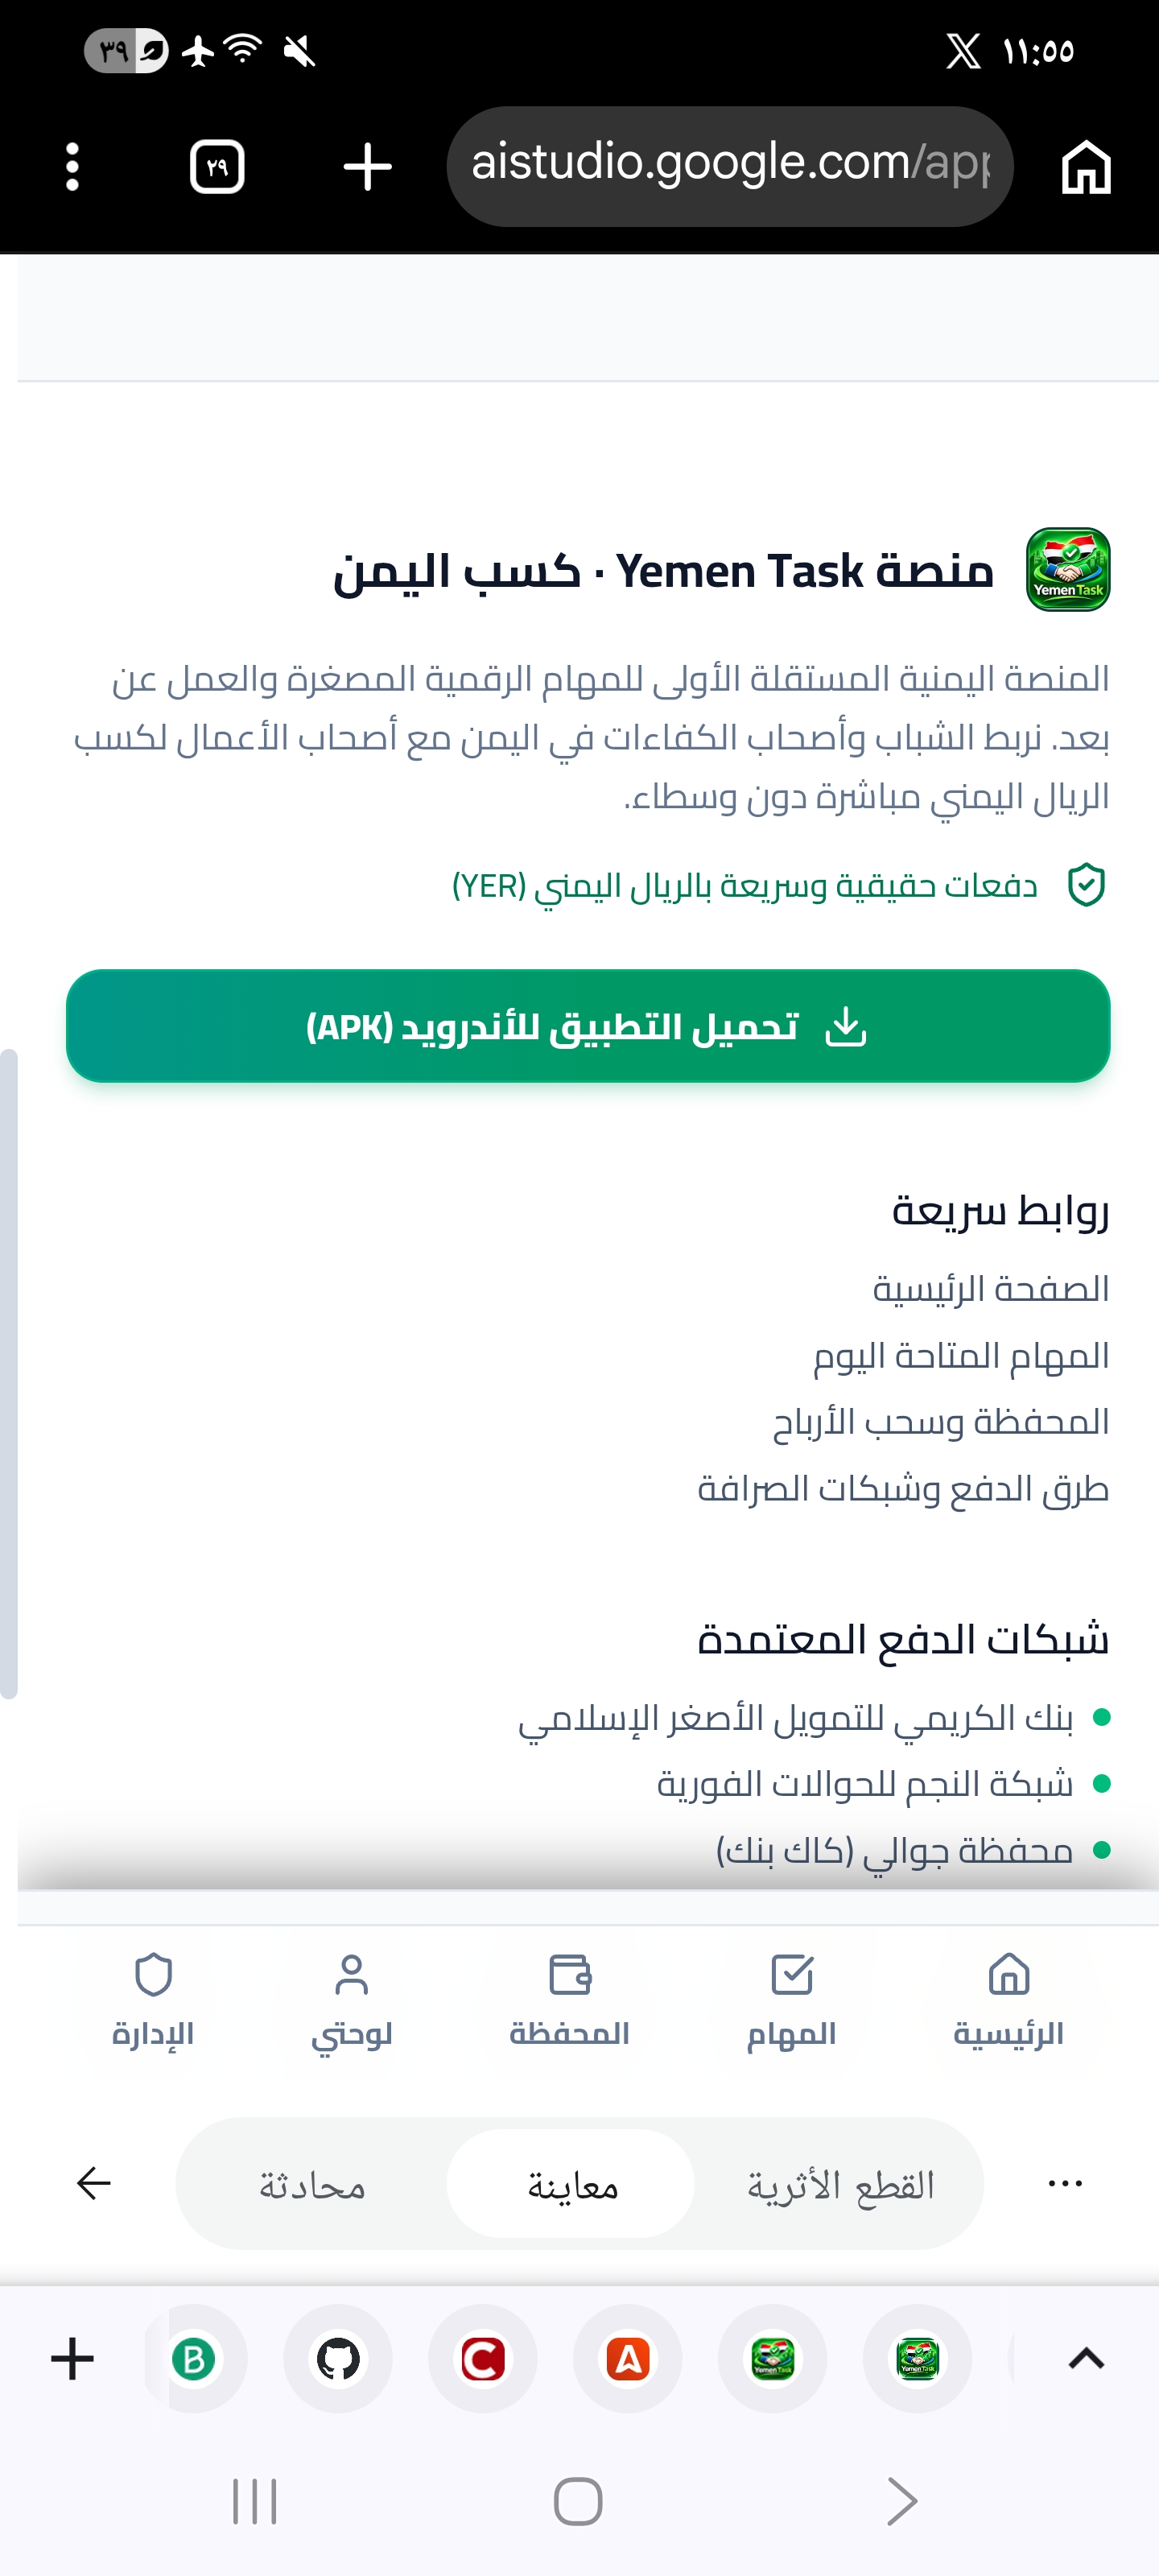 ٣٩
١١:٥٥
٢٩
aistudio.google.com/app
منصة Yemen Task · كسب اليمن
YemenTask
المنصة اليمنية المستقلة الأولى للمهام الرقمية المصغرة والعمل عن
بعد. نربط الشباب وأصحاب الكفاءات في اليمن مع أصحاب الأعمال لكسب
الريال اليمني مباشرة دون وسطاء.
دفعات حقيقية وسريعة بالريال اليمني (YER)
تحميل التطبيق للأندرويد (APK)
روابط سريعة
الصفحة الرئيسية
المهام المتاحة اليوم
المحفظة وسحب الأرباح
طرق الدفع وشبكات الصرافة
شبكات الدفع المعتمدة
بنك الكريمي للتمويل الأصغر الإسلامي
شبكة النجم للحوالات الفورية
محفظة جوالي (كاك بنك)
الرئيسية
المهام
المحفظة
لوحتي
الإدارة
القطع الأثرية
معاينة
محادثة
YemenTask
YemenTask
A
C
B